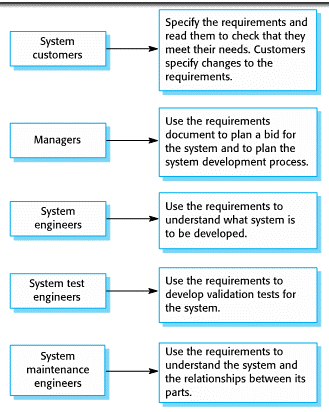 System
customers
Specify the requirements and
read them to check that they
meet their needs. Customers
specify changes to the
requirements.
Managers
Use the requirements
document to plan a bid for
the system and to plan the
system development process.
System
engineers
Use the requirements to
understand what system is
to be developed.
System test
engineers
Use the requirements to
develop validation tests for
the system.
System
maintenance
engineers
Use the requirements to
understand the system and
the relationships between its
parts.